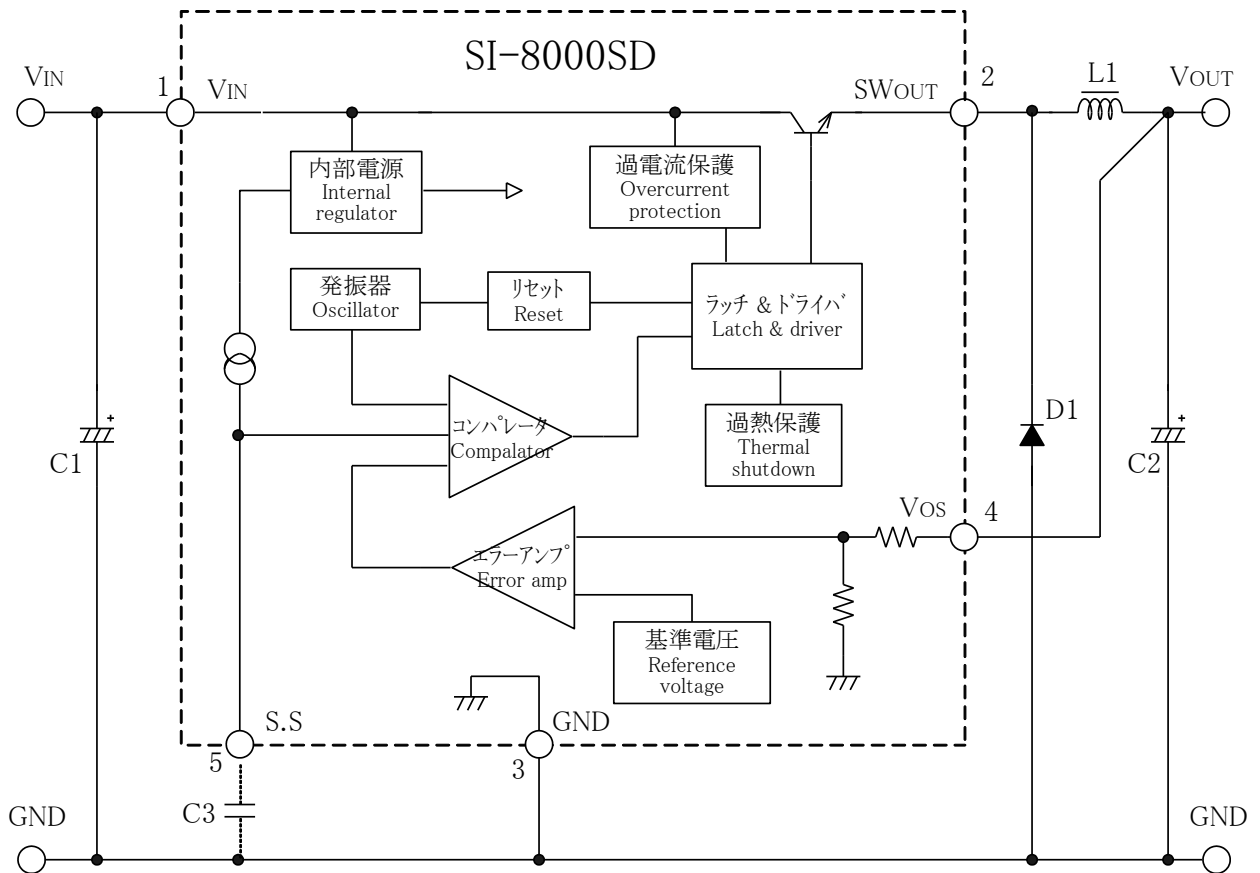 SI-8000SD
VIN
1
VIN
SWOUT
2
L1
VOUT
内部電源
Internal
regulator
過電流保護
Overcurrent
protection
発振器
Oscillator
リセット
Reset
ラッチ & ドライバ
Latch & driver
コンパレータ
Compalator
過熱保護
Thermal
shutdown
D1
C1
C2
VOS
4
エラーアンプ
Error amp
基準電圧
Reference
voltage
S.S
GND
5
3
C3
GND
GND